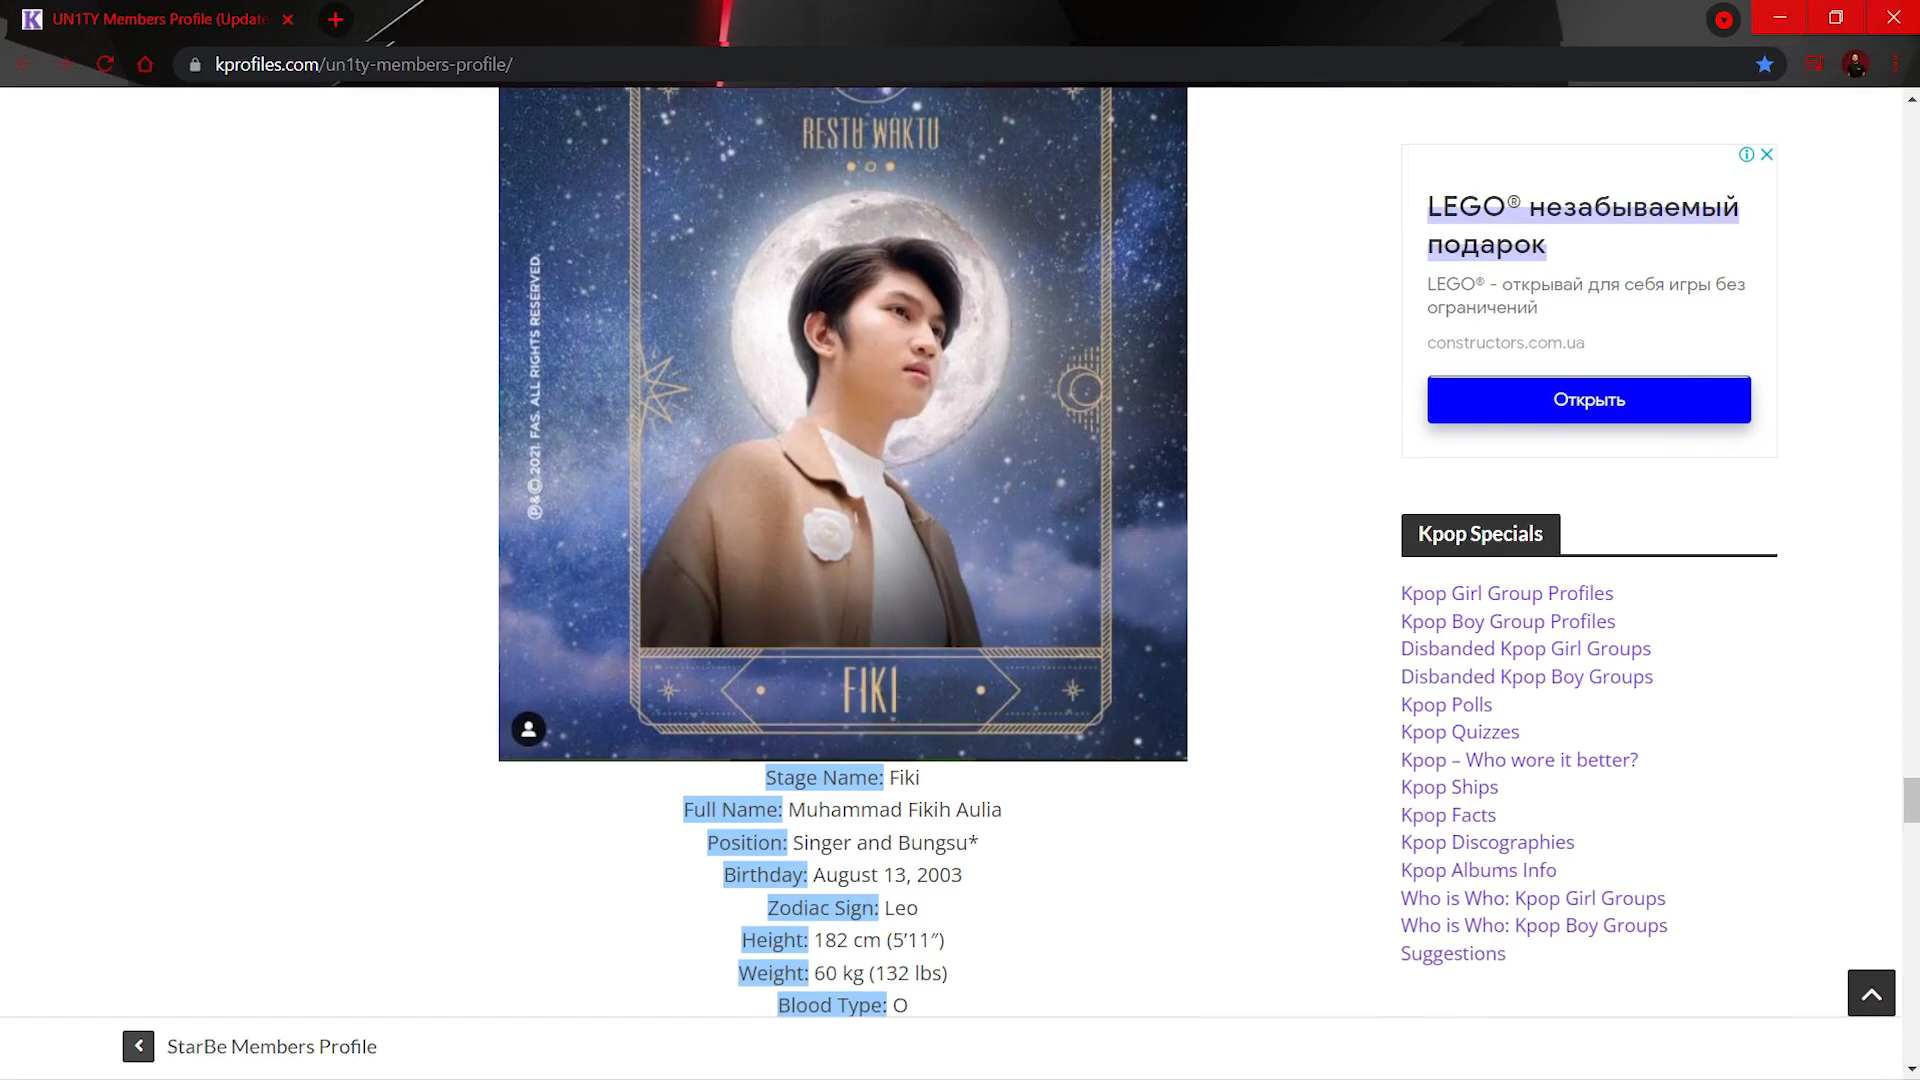 UN1TY Members Profile (Update
kprofiles.com/un1ty-members-profile/
RESTU WAKTU
℗&© 2021. FAS. ALL RIGHTS RESERVED.
FIKI
Stage Name: Fiki
Full Name: Muhammad Fikih Aulia
Position: Singer and Bungsu*
Birthday: August 13, 2003
Zodiac Sign: Leo
Height: 182 cm (5’11″)
Weight: 60 kg (132 lbs)
Blood Type: O
LEGO® незабываемый
подарок
LEGO® - открывай для себя игры без
ограничений
constructors.com.ua
Открыть
Kpop Specials
Kpop Girl Group Profiles
Kpop Boy Group Profiles
Disbanded Kpop Girl Groups
Disbanded Kpop Boy Groups
Kpop Polls
Kpop Quizzes
Kpop – Who wore it better?
Kpop Ships
Kpop Facts
Kpop Discographies
Kpop Albums Info
Who is Who: Kpop Girl Groups
Who is Who: Kpop Boy Groups
Suggestions
StarBe Members Profile